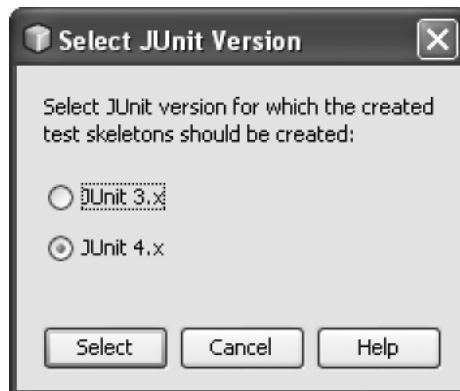 Select JUnit Version
Select JUnit version for which the created
test skeletons should be created:
JUnit 3.x
JUnit 4.x
Select Cancel Help